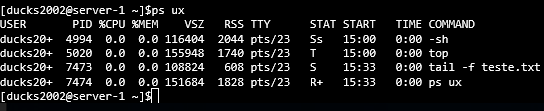 [ducks2002@server-1 ~]$ps ux
USER       PID %CPU %MEM    VSZ   RSS TTY      STAT START   TIME COMMAND
ducks20+  4994  0.0  0.0 116404  2044 pts/23   Ss   15:00   0:00 -sh
ducks20+  5020  0.0  0.0 155948  1740 pts/23   T    15:00   0:00 top
ducks20+  7473  0.0  0.0 108824   608 pts/23   S    15:33   0:00 tail -f teste.txt
ducks20+  7474  0.0  0.0 151684  1828 pts/23   R+   15:33   0:00 ps ux
[ducks2002@server-1 ~]$